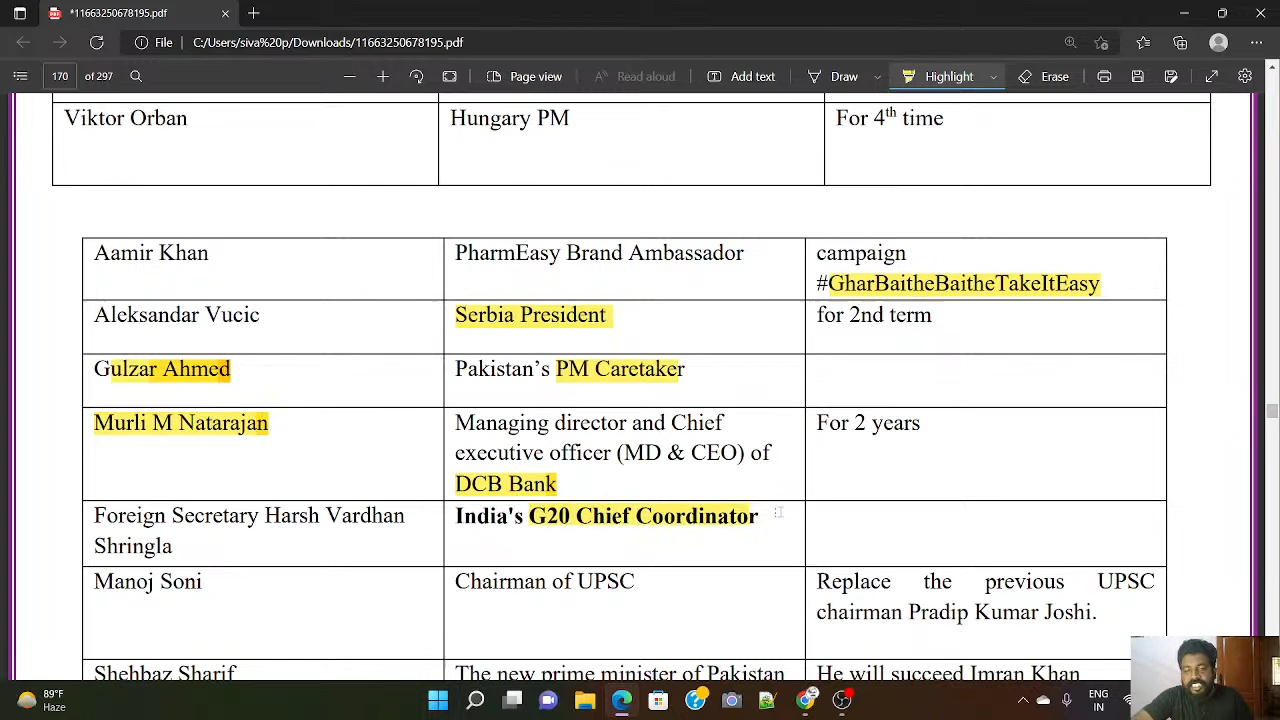 *11663250678195.pdf
File C:/Users/siva%20p/Downloads/11663250678195.pdf
170 of 297 Page view Read aloud Add text Draw Highlight Erase
Viktor Orban Hungary PM For 4th time
Aamir Khan PharmEasy Brand Ambassador campaign
#GharBaitheBaitheTakeItEasy
Aleksandar Vucic Serbia President for 2nd term
Gulzar Ahmed Pakistan’s PM Caretaker
Murli M Natarajan Managing director and Chief For 2 years
executive officer (MD & CEO) of
DCB Bank
Foreign Secretary Harsh Vardhan India's G20 Chief Coordinator
Shringla
Manoj Soni Chairman of UPSC Replace the previous UPSC
chairman Pradip Kumar Joshi.
Shehbaz Sharif The new prime minister of Pakistan He will succeed Imran Khan
89°F
Haze
ENG
IN